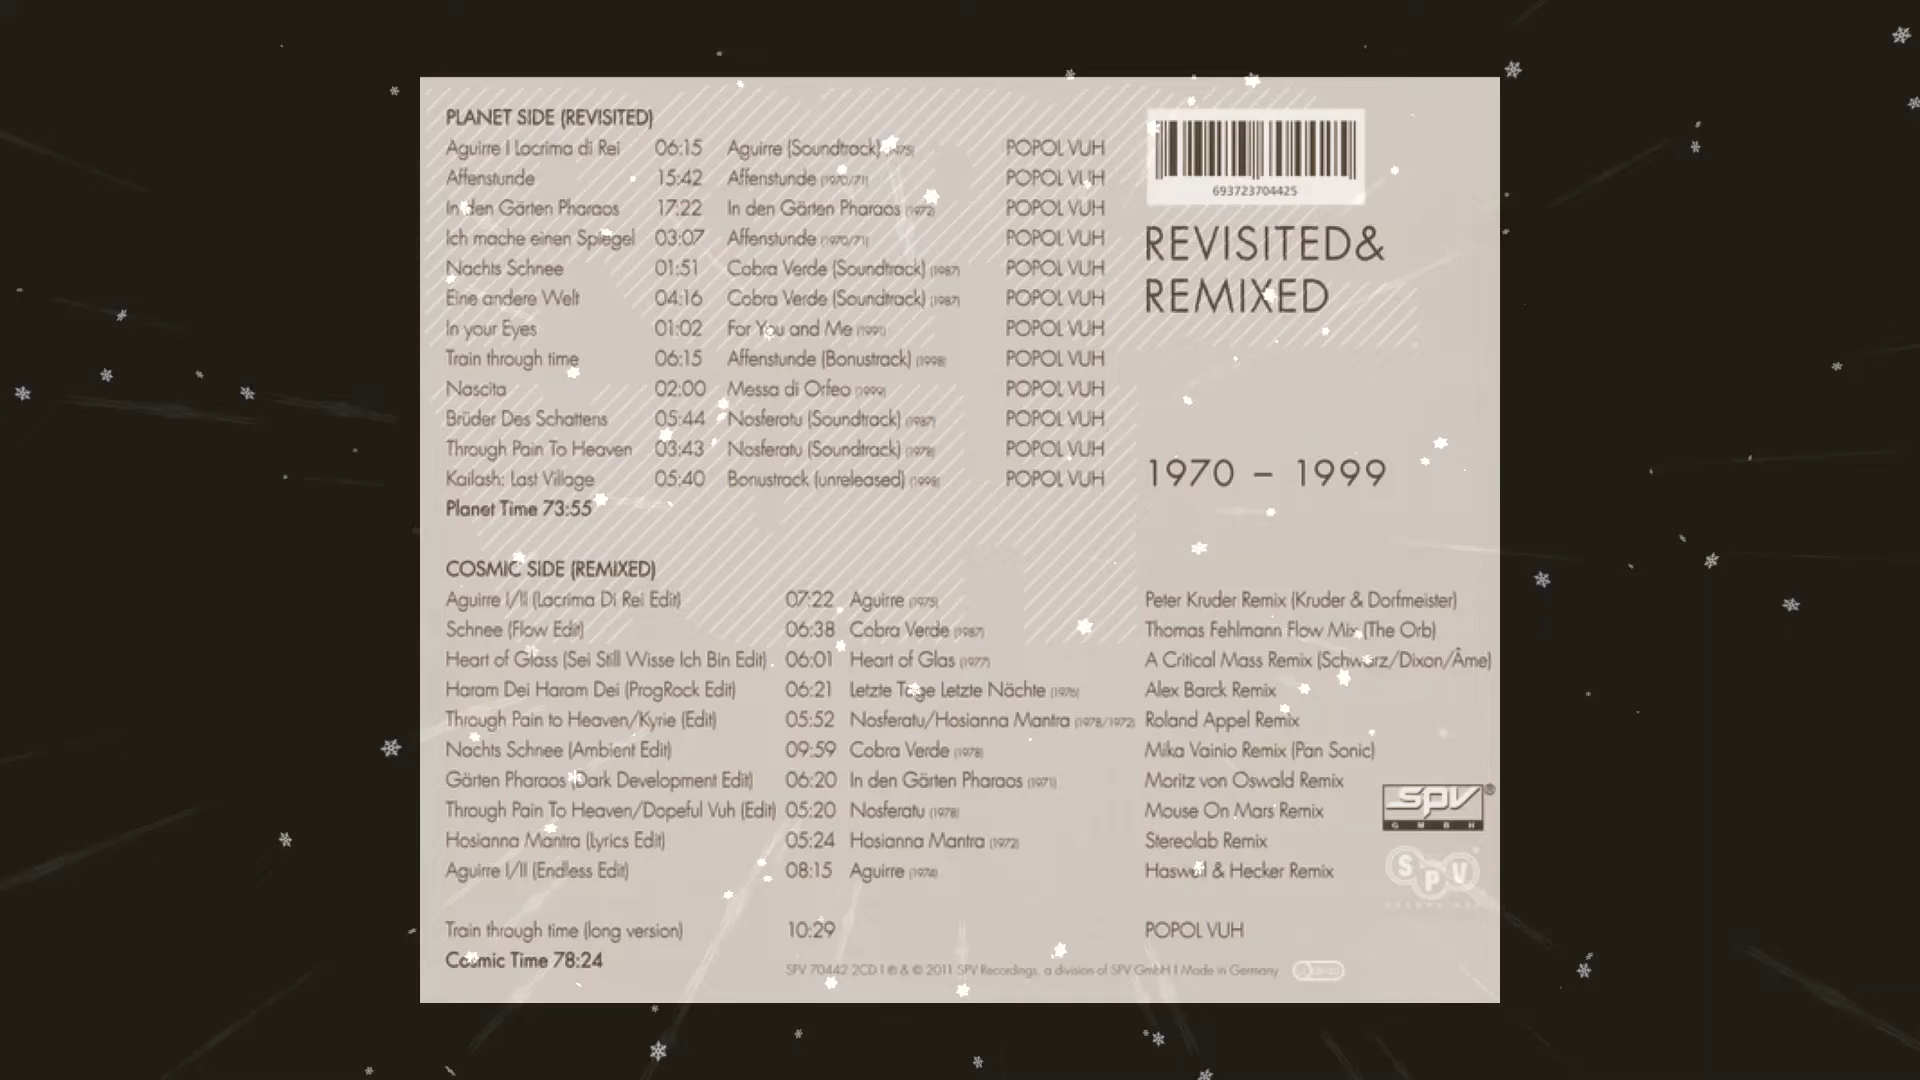 PLANET SIDE (REVISITED)
Aguirre I Lacrima di Rei 06:15 Aguirre (Soundtrack) (1975) POPOL VUH
Affenstunde 15:42 Affenstunde (1970/71) POPOL VUH
In den Gärten Pharaos 17:22 In den Gärten Pharaos (1972) POPOL VUH
Ich mache einen Spiegel 03:07 Affenstunde (1970/71) POPOL VUH
Nachts Schnee 01:51 Cobra Verde (Soundtrack) (1987) POPOL VUH
Eine andere Welt 04:16 Cobra Verde (Soundtrack) (1987) POPOL VUH
In your Eyes 01:02 For You and Me (1991) POPOL VUH
Train through time 06:15 Affenstunde (Bonustrack) (1998) POPOL VUH
Nascita 02:00 Messa di Orfeo (1999) POPOL VUH
Brüder Des Schattens 05:44 Nosferatu (Soundtrack) (1987) POPOL VUH
Through Pain To Heaven 03:43 Nosferatu (Soundtrack) (1978) POPOL VUH
Kailash: Last Village 05:40 Bonustrack (unreleased) (1998) POPOL VUH
Planet Time 73:55
693723704425
REVISITED&
REMIXED
1970 – 1999
COSMIC SIDE (REMIXED)
Aguirre I/II (Lacrima Di Rei Edit) 07:22 Aguirre (1975) Peter Kruder Remix (Kruder & Dorfmeister)
Schnee (Flow Edit) 06:38 Cobra Verde (1987) Thomas Fehlmann Flow Mix (The Orb)
Heart of Glass (Sei Still Wisse Ich Bin Edit) 06:01 Heart of Glas (1977) A Critical Mass Remix (Schwarz/Dixon/Âme)
Haram Dei Haram Dei (ProgRock Edit) 06:21 Letzte Tage Letzte Nächte (1976) Alex Barck Remix
Through Pain to Heaven/Kyrie (Edit) 05:52 Nosferatu/Hosianna Mantra (1978/1972) Roland Appel Remix
Nachts Schnee (Ambient Edit) 09:59 Cobra Verde (1978) Mika Vainio Remix (Pan Sonic)
Gärten Pharaos (Dark Development Edit) 06:20 In den Gärten Pharaos (1971) Moritz von Oswald Remix
Through Pain To Heaven/Dopeful Vuh (Edit) 05:20 Nosferatu (1978) Mouse On Mars Remix
Hosianna Mantra (Lyrics Edit) 05:24 Hosianna Mantra (1972) Stereolab Remix
Aguirre I/II (Endless Edit) 08:15 Aguirre (1974) Haswell & Hecker Remix
spv ®
GMBH
SPV
Train through time (long version) 10:29 POPOL VUH
Cosmic Time 78:24
SPV 70442 2CD I ℗ & © 2011 SPV Recordings, a division of SPV GmbH I Made in Germany